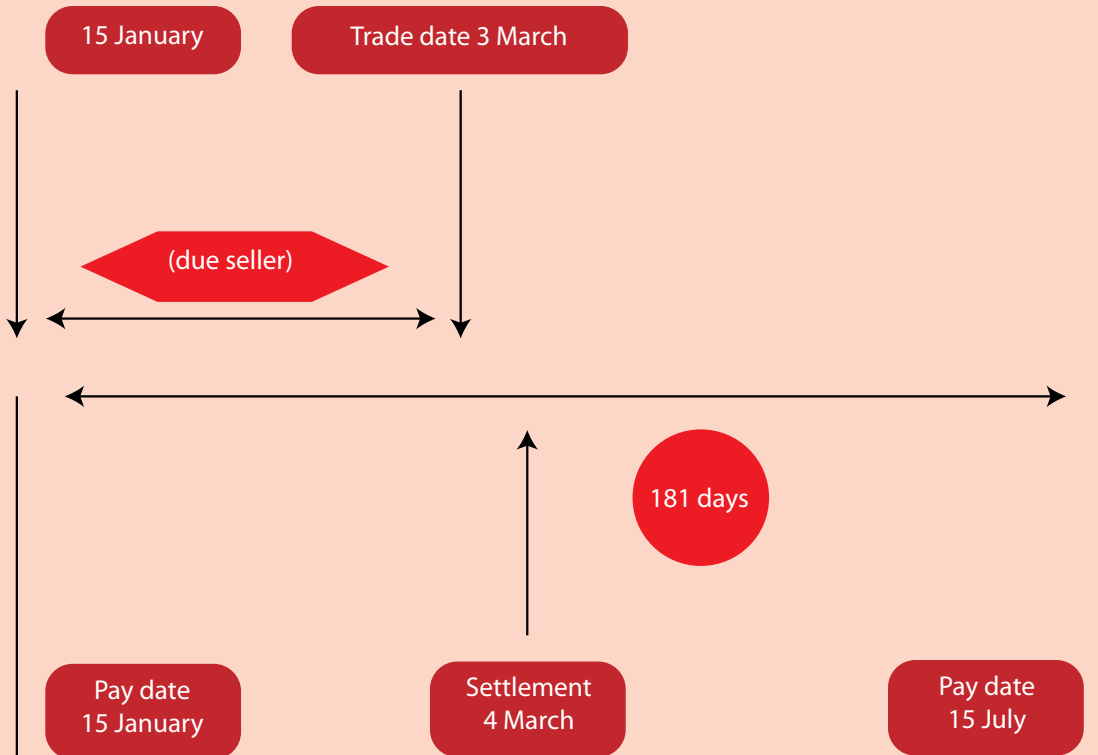 15 January
Trade date 3 March
(due seller)
181 days
Pay date
15 January
Settlement
4 March
Pay date
15 July